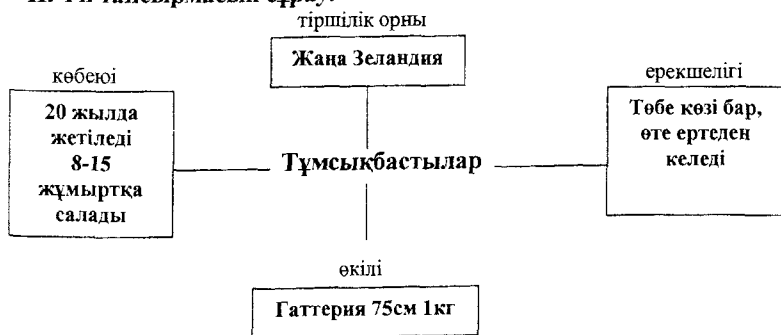 тіршілік орны
Жаңа Зеландия
көбеюі
20 жылда
жетіледі
8-15
жұмыртқа
салады
Тұмсықбастылар
ерекшелігі
Төбе көзі бар,
өте ертеден
келеді
өкілі
Гаттерия 75см 1кг